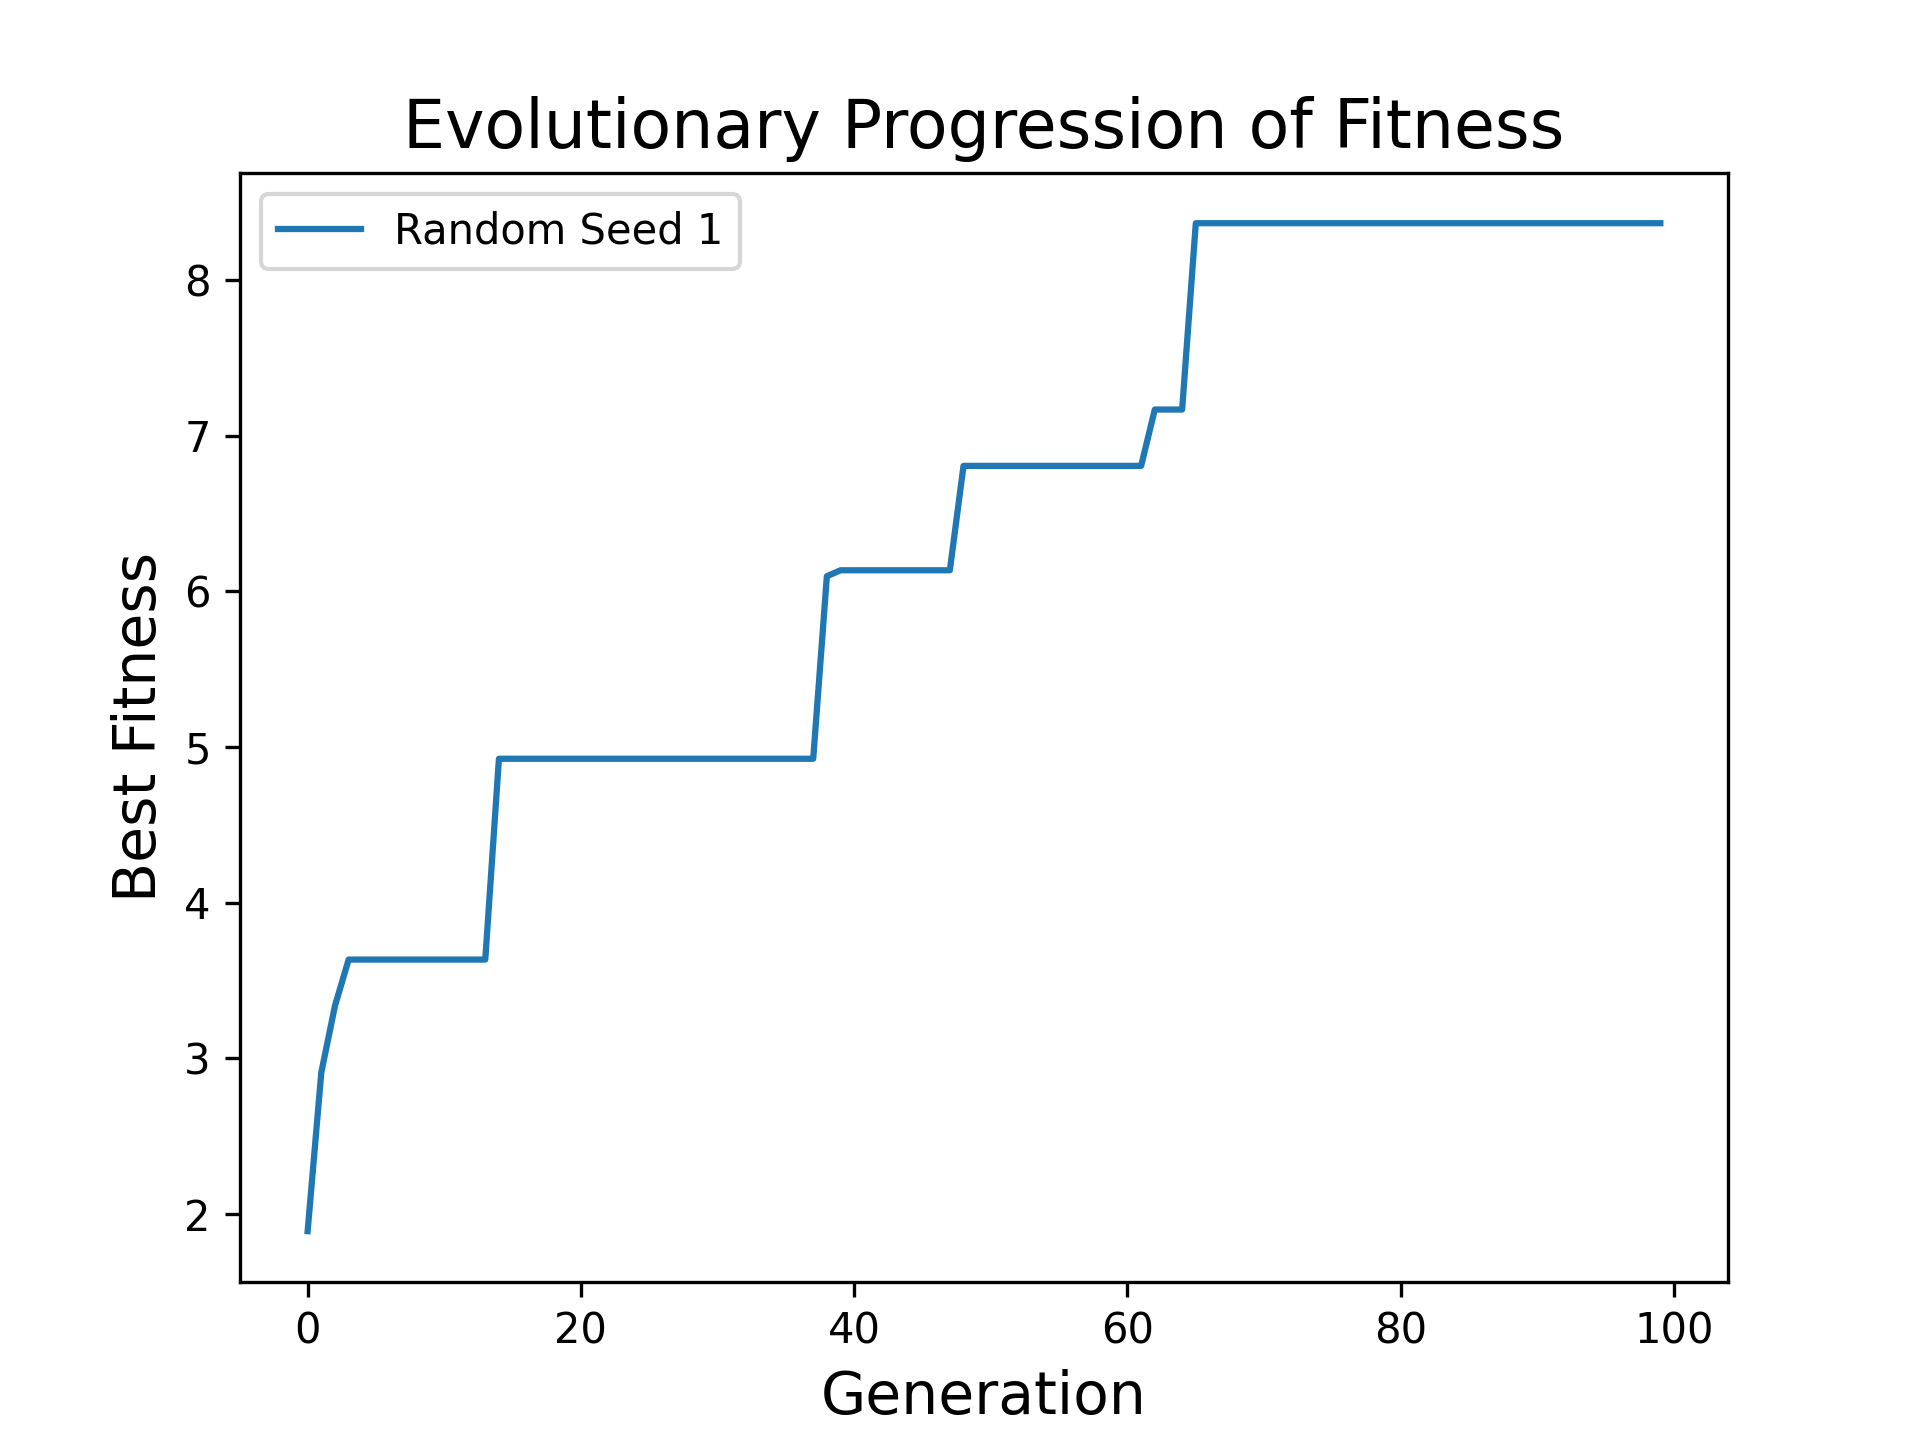 Evolutionary Progression of Fitness
Random Seed 1
Best Fitness
8
7
6
5
4
3
2
0 20 40 60 80 100
Generation